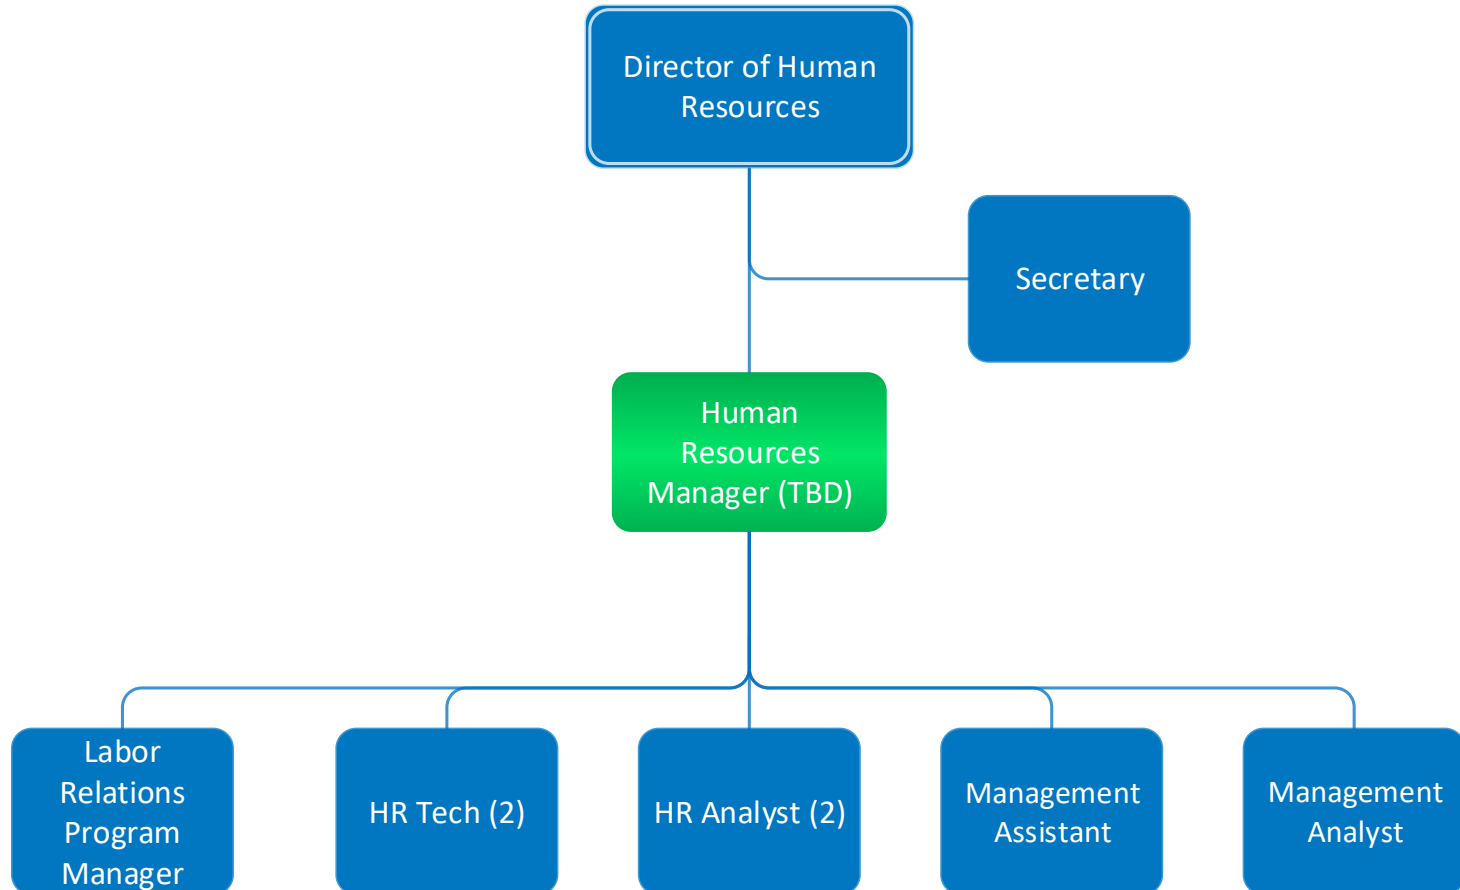 Director of Human
Resources
Secretary
Human
Resources
Manager (TBD)
Labor
Relations
Program
Manager
HR Tech (2)
HR Analyst (2)
Management
Assistant
Management
Analyst